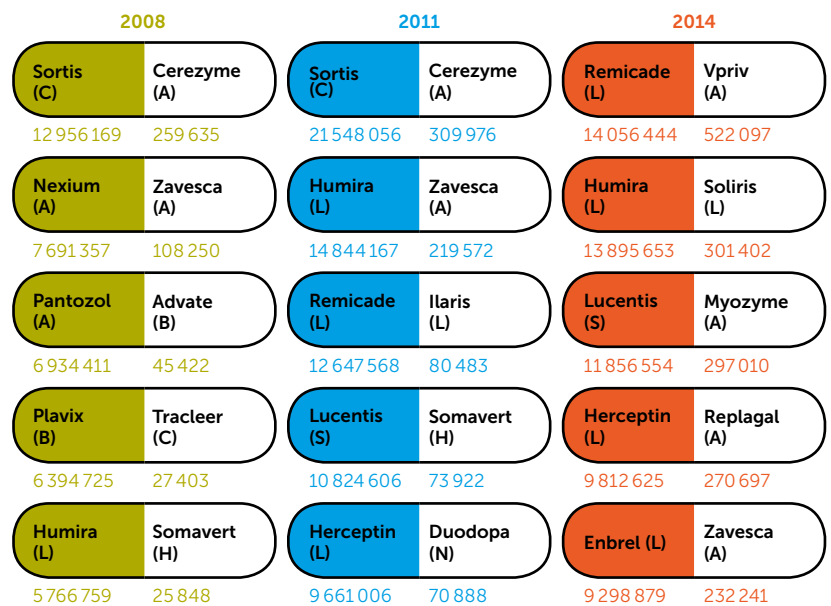 2008 2011 2014
Sortis Cerezyme Sortis Cerezyme Remicade Vpriv
(C) (A) (C) (A) (L) (A)
12 956 169 259 635 21 548 056 309 976 14 056 444 522 097
Nexium Zavesca Humira Zavesca Humira Soliris
(A) (A) (L) (A) (L) (L)
7 691 357 108 250 14 844 167 219 572 13 895 653 301 402
Pantozol Advate Remicade Ilaris Lucentis Myozyme
(A) (B) (L) (L) (S) (A)
6 934 411 45 422 12 647 568 80 483 11 856 554 297 010
Plavix Tracleer Lucentis Somavert Herceptin Replagal
(B) (C) (S) (H) (L) (A)
6 394 725 27 403 10 824 606 73 922 9 812 625 270 697
Humira Somavert Herceptin Duodopa Enbrel (L) Zavesca
(L) (H) (L) (N) (A)
5 766 759 25 848 9 661 006 70 888 9 298 879 232 241